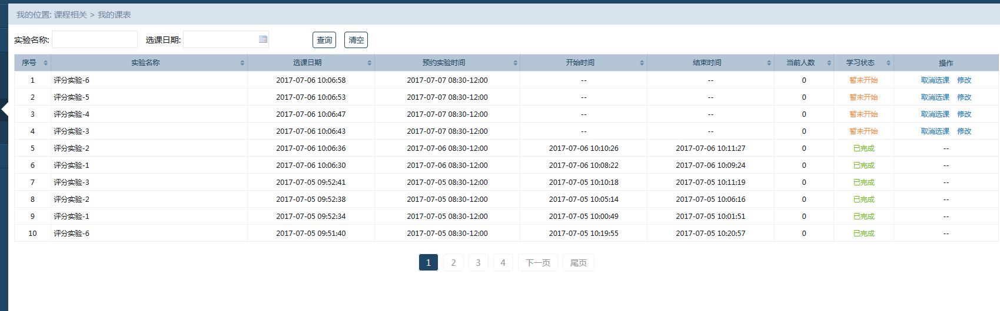 我的位置: 课程相关 > 我的课表
实验名称: 选课日期: 查询 清空
序号 实验名称 选课日期 预约实验时间 开始时间 结束时间 当前人数 学习状态 操作
1 评分实验-6 2017-07-06 10:06:58 2017-07-07 08:30-12:00 -- -- 0 暂未开始 取消选课 修改
2 评分实验-5 2017-07-06 10:06:53 2017-07-07 08:30-12:00 -- -- 0 暂未开始 取消选课 修改
3 评分实验-4 2017-07-06 10:06:47 2017-07-07 08:30-12:00 -- -- 0 暂未开始 取消选课 修改
4 评分实验-3 2017-07-06 10:06:43 2017-07-07 08:30-12:00 -- -- 0 暂未开始 取消选课 修改
5 评分实验-2 2017-07-06 10:06:36 2017-07-06 08:30-12:00 2017-07-06 10:10:26 2017-07-06 10:11:27 0 已完成 --
6 评分实验-1 2017-07-06 10:06:30 2017-07-06 08:30-12:00 2017-07-06 10:08:22 2017-07-06 10:09:24 0 已完成 --
7 评分实验-3 2017-07-05 09:52:41 2017-07-05 08:30-12:00 2017-07-05 10:10:18 2017-07-05 10:11:19 0 已完成 --
8 评分实验-2 2017-07-05 09:52:38 2017-07-05 08:30-12:00 2017-07-05 10:05:14 2017-07-05 10:06:16 0 已完成 --
9 评分实验-1 2017-07-05 09:52:34 2017-07-05 08:30-12:00 2017-07-05 10:00:49 2017-07-05 10:01:51 0 已完成 --
10 评分实验-6 2017-07-05 09:51:40 2017-07-05 08:30-12:00 2017-07-05 10:19:55 2017-07-05 10:20:57 0 已完成 --
1 2 3 4 下一页 尾页